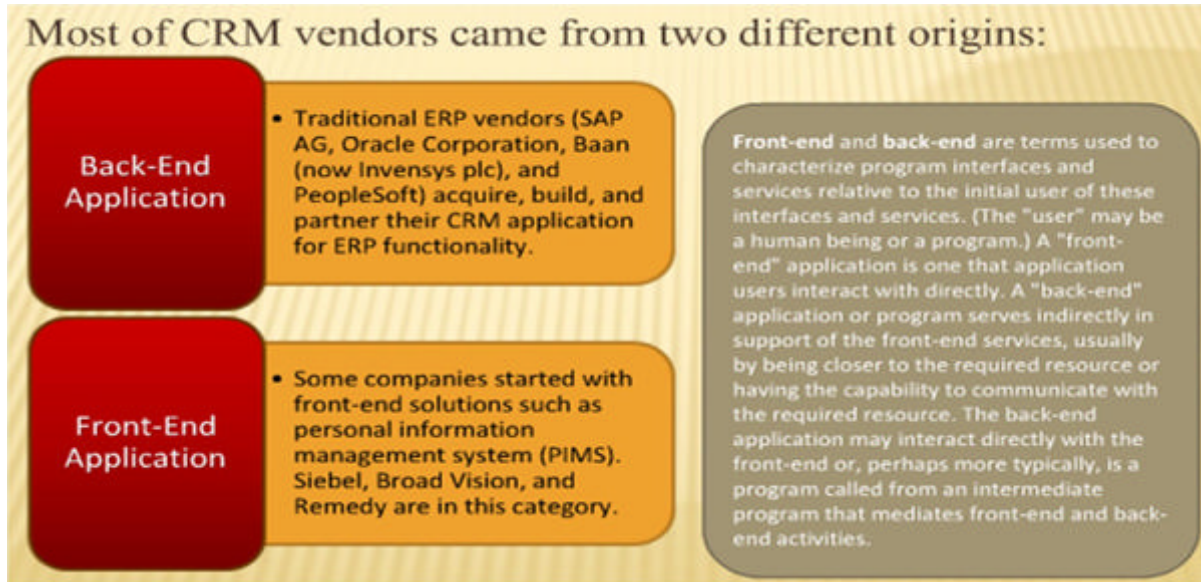 Most of CRM vendors came from two different origins:
Back-End
Application
• Traditional ERP vendors (SAP
AG, Oracle Corporation, Baan
(now Invensys plc), and
PeopleSoft) acquire, build, and
partner their CRM application
for ERP functionality.
Front-End
Application
• Some companies started with
front-end solutions such as
personal information
management system (PIMS).
Siebel, Broad Vision, and
Remedy are in this category.
Front-end and back-end are terms used to
characterize program interfaces and
services relative to the initial user of these
interfaces and services. (The "user" may be
a human being or a program.) A "front-
end" application is one that application
users interact with directly. A "back-end"
application or program serves indirectly in
support of the front-end services, usually
by being closer to the required resource or
having the capability to communicate with
the required resource. The back-end
application may interact directly with the
front-end or, perhaps more typically, is a
program called from an intermediate
program that mediates front-end and back-
end activities.